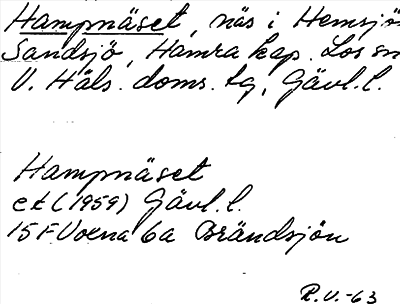 Hampnäset, näs i Hemsjö
Sandsjö, Hamra kap. Los sn
V. Häls. doms. tg, Gävl. l.
Hampnäset
ek (1959) Gävl. l.
15 F Voxna 6a Brändsjön
R.V.-63